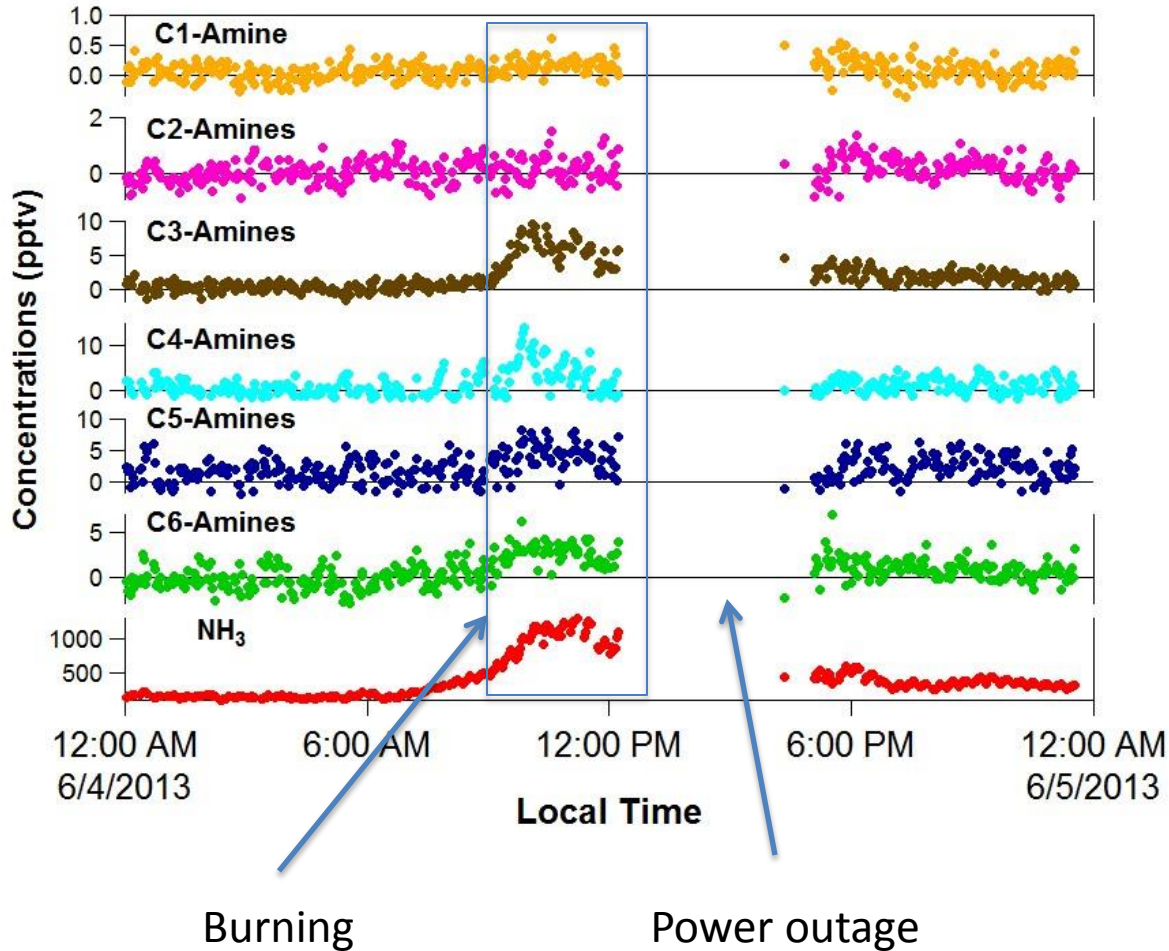 Concentrations (pptv)
C1-Amine
1.0
0.5
0.0
C2-Amines
2
0
C3-Amines
10
5
0
C4-Amines
10
0
C5-Amines
10
5
0
C6-Amines
5
0
NH₃
1000
500
12:00 AM 6:00 AM 12:00 PM 6:00 PM 12:00 AM
6/4/2013 6/5/2013
Local Time
Burning Power outage